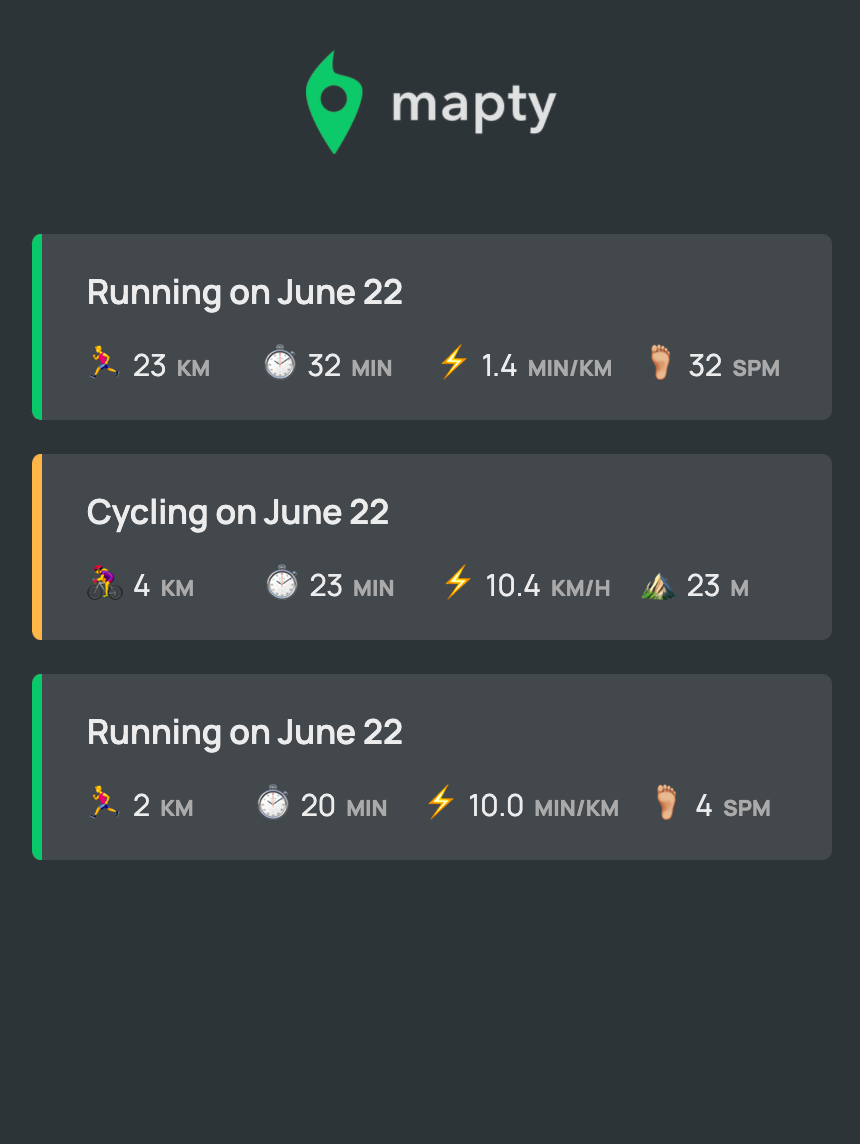 mapty
Running on June 22
23 KM 32 MIN 1.4 MIN/KM 32 SPM
Cycling on June 22
4 KM 23 MIN 10.4 KM/H 23 M
Running on June 22
2 KM 20 MIN 10.0 MIN/KM 4 SPM